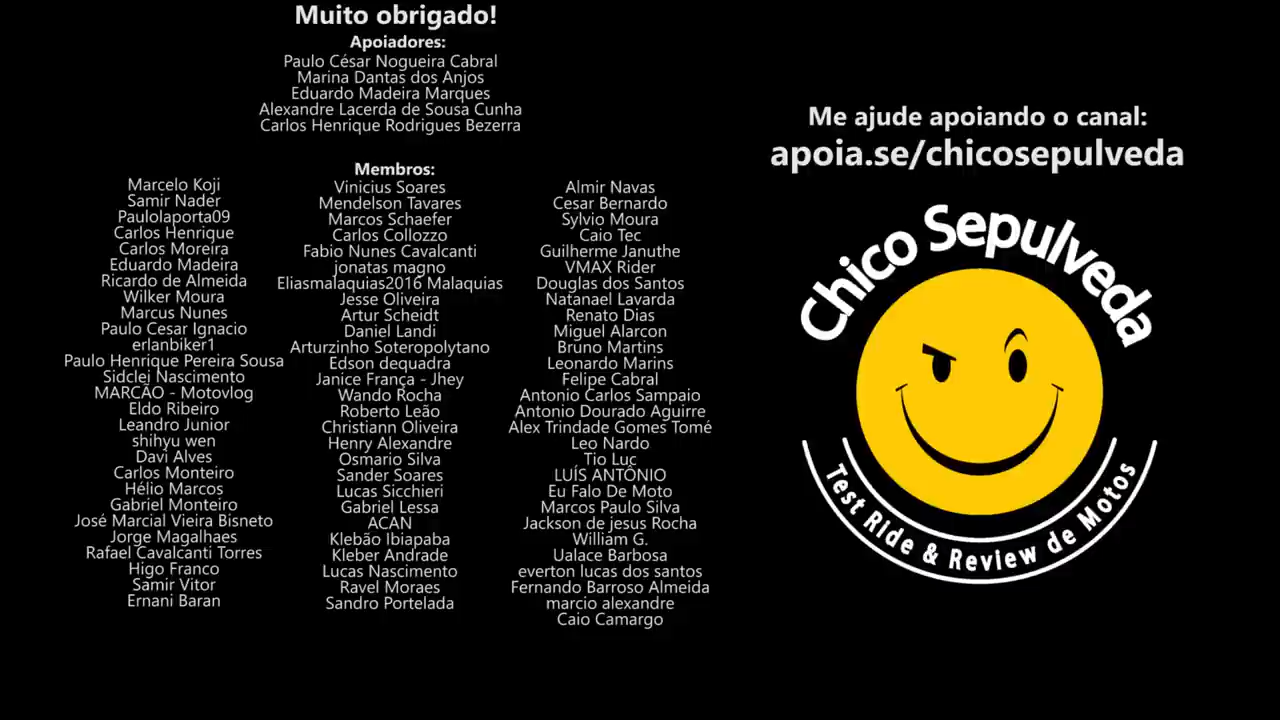 Muito obrigado!
Apoiadores:
Paulo César Nogueira Cabral
Marina Dantas dos Anjos
Eduardo Madeira Marques
Alexandre Lacerda de Sousa Cunha
Carlos Henrique Rodrigues Bezerra
Membros:
Marcelo Koji
Samir Nader
Paulolaporta09
Carlos Henrique
Carlos Moreira
Eduardo Madeira
Ricardo de Almeida
Wilker Moura
Marcus Nunes
Paulo Cesar Ignacio
erlanbiker1
Paulo Henrique Pereira Sousa
Sidclei Nascimento
MARCÃO - Motovlog
Eldo Ribeiro
Leandro Junior
shihyu wen
Davi Alves
Carlos Monteiro
Hélio Marcos
Gabriel Monteiro
José Marcial Vieira Bisneto
Jorge Magalhaes
Rafael Cavalcanti Torres
Higo Franco
Samir Vitor
Ernani Baran
Vinicius Soares
Mendelson Tavares
Marcos Schaefer
Carlos Collozzo
Fabio Nunes Cavalcanti
jonatas magno
Eliasmalaquias2016 Malaquias
Jesse Oliveira
Artur Scheidt
Daniel Landi
Arturzinho Soteropolytano
Edson dequadra
Janice França - Jhey
Wando Rocha
Roberto Leão
Christiann Oliveira
Henry Alexandre
Osmario Silva
Sander Soares
Lucas Sicchieri
Gabriel Lessa
ACAN
Klebão Ibiapaba
Kleber Andrade
Lucas Nascimento
Ravel Moraes
Sandro Portelada
Almir Navas
Cesar Bernardo
Sylvio Moura
Caio Tec
Guilherme Januthe
VMAX Rider
Douglas dos Santos
Natanael Lavarda
Renato Dias
Miguel Alarcon
Bruno Martins
Leonardo Marins
Felipe Cabral
Antonio Carlos Sampaio
Antonio Dourado Aguirre
Álex Trindade Gomes Tomé
Leo Nardo
Tio Luc
LUÍS ANTÔNIO
Eu Falo De Moto
Marcos Paulo Silva
Jackson de jesus Rocha
William G.
Ualace Barbosa
everton lucas dos santos
Fernando Barroso Almeida
marcio alexandre
Caio Camargo
Me ajude apoiando o canal:
apoia.se/chicosepulveda
Chico Sepulveda
Test Ride & Review de Motos